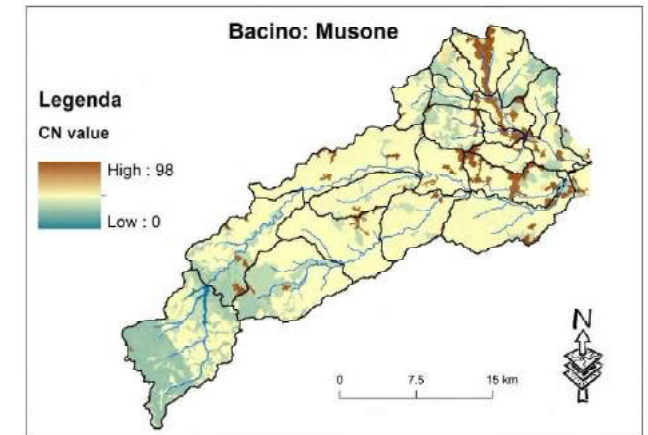 Bacino: Musone
Legenda
CN value
High : 98
Low : 0
N
0 7.5 15 km